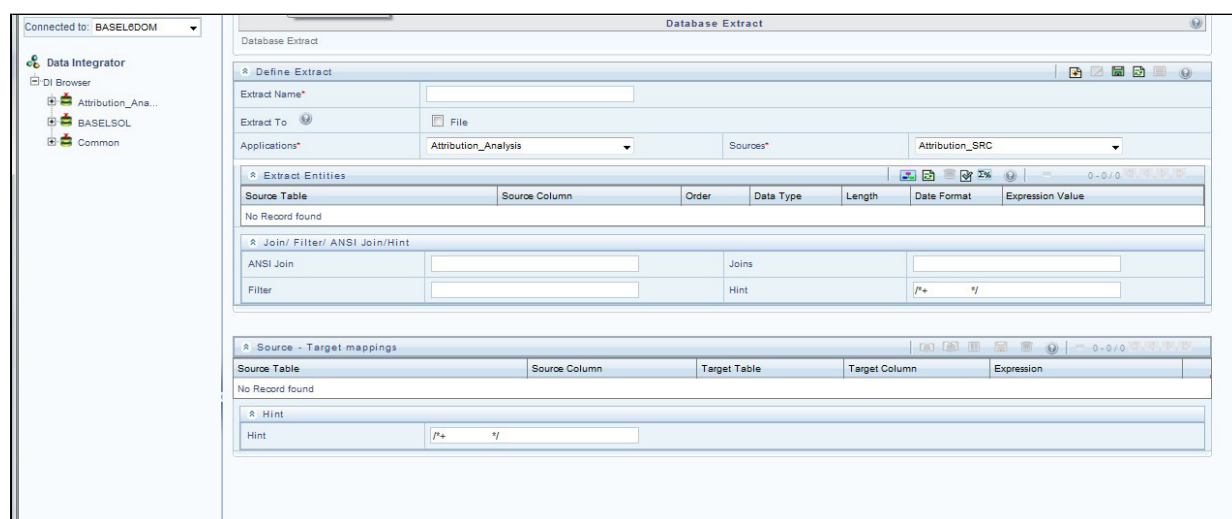 Connected to: BASEL6DOM
Data Integrator
DI Browser
Attribution_Ana...
BASELSOL
Common
Database Extract
Database Extract
Define Extract
Extract Name*
Extract To File
Applications* Attribution_Analysis Sources* Attribution_SRC
Extract Entities 0-0/0
Source Table Source Column Order Data Type Length Date Format Expression Value
No Record found
Join/ Filter/ ANSI Join/Hint
ANSI Join Joins
Filter Hint /*+ */
Source - Target mappings 0-0/0
Source Table Source Column Target Table Target Column Expression
No Record found
Hint
Hint /*+ */